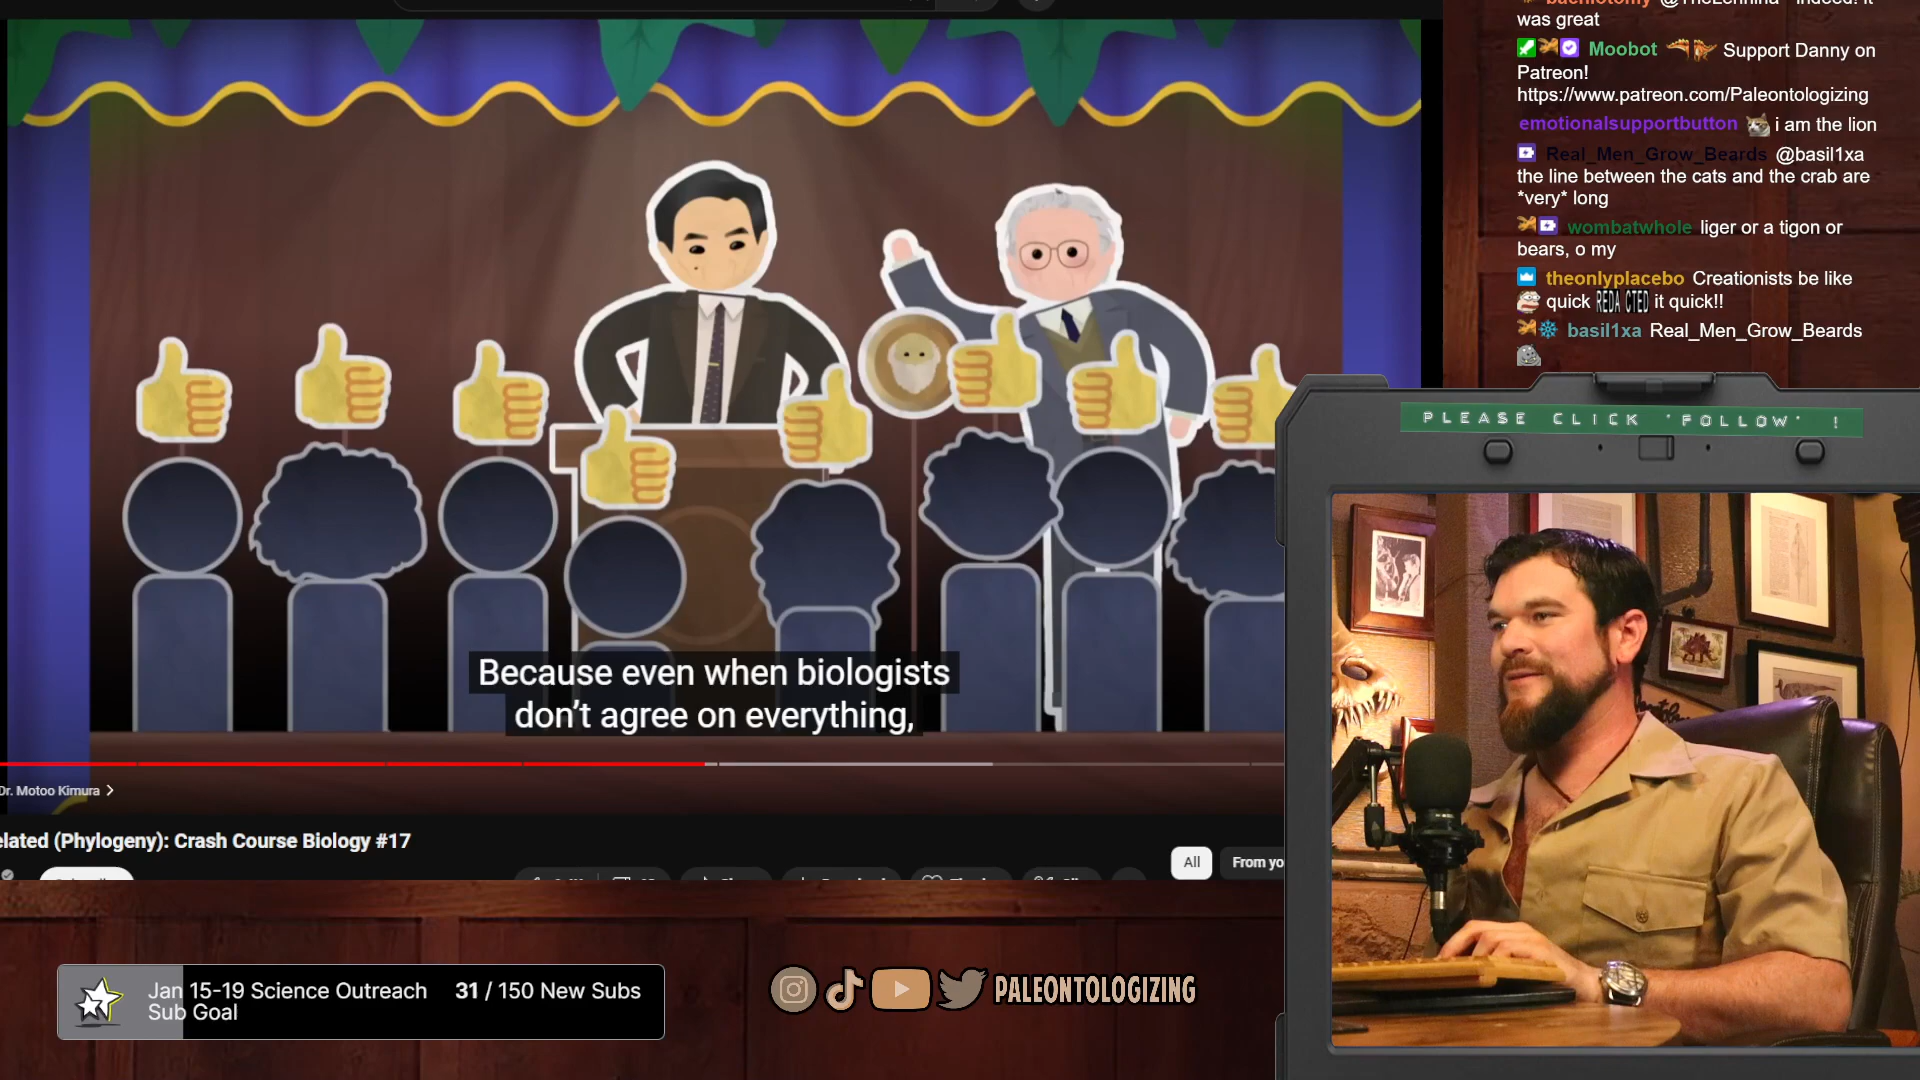 was great
Moobot Support Danny on
Patreon!
https://www.patreon.com/Paleontologizing
emotionalsupportbutton i am the lion
Real_Men_Grow_Beards @basil1xa
the line between the cats and the crab are
*very* long
wombatwhole liger or a tigon or
bears, o my
theonlyplacebo Creationists be like
quick REDACTED it quick!!
basil1xa Real_Men_Grow_Beards
PLEASE CLICK 'FOLLOW' !
Because even when biologists
don't agree on everything,
Dr. Motoo Kimura
elated (Phylogeny): Crash Course Biology #17
All
From yo
Jan 15-19 Science Outreach
Sub Goal
31 / 150 New Subs
PALEONTOLOGIZING